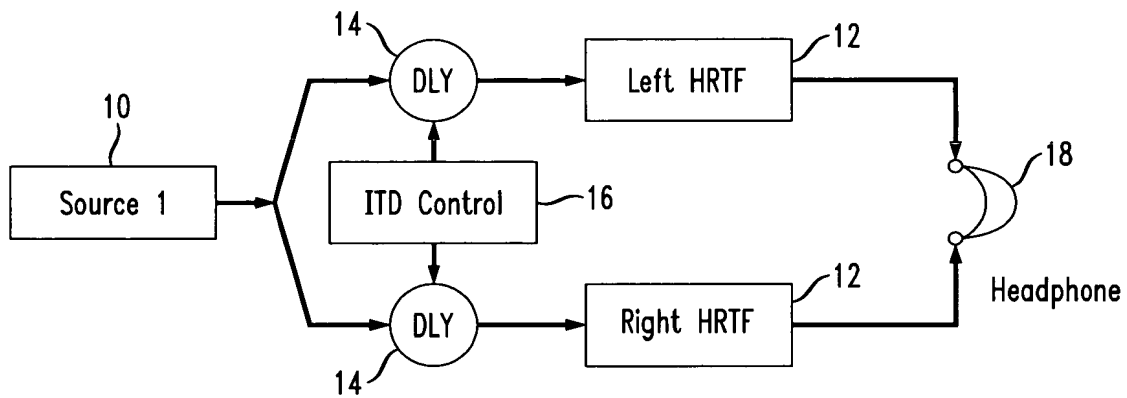 14
12
DLY
Left HRTF
10
18
Source 1
ITD Control
16
12
Headphone
DLY
Right HRTF
14